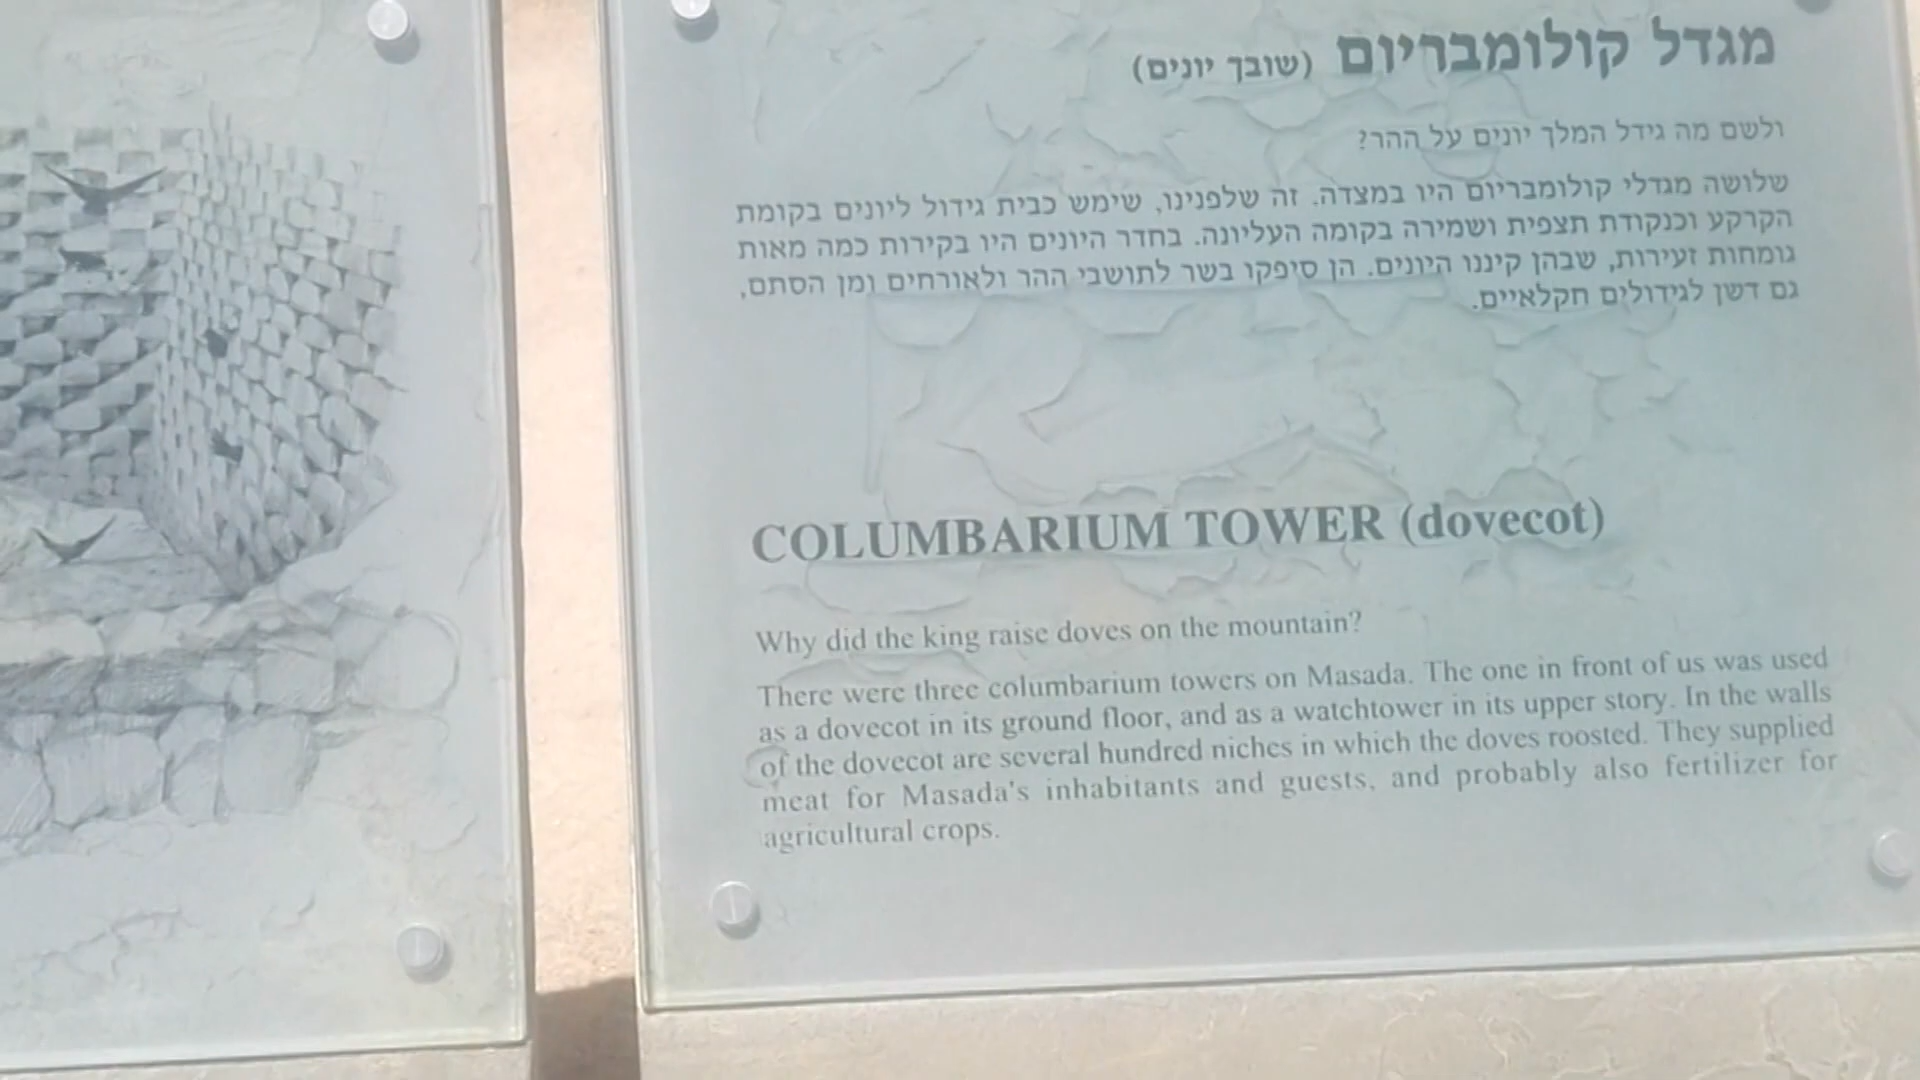 מגדל קולומבריום (שובך יונים)
ולשם מה גידל המלך יונים על ההר?
שלושה מגדלי קולומבריום היו במצדה. זה שלפנינו, שימש כבית גידול ליונים בקומת
הקרקע וכנקודת תצפית ושמירה בקומה העליונה. בחדר היונים היו בקירות כמה מאות
גומחות זעירות, שבהן קיננו היונים. הן סיפקו בשר לתושבי ההר ולאורחים ומן הסתם,
גם דשן לגידולים חקלאיים.
COLUMBARIUM TOWER (dovecot)
Why did the king raise doves on the mountain?
There were three columbarium towers on Masada. The one in front of us was used
as a dovecot in its ground floor, and as a watchtower in its upper story. In the walls
of the dovecot are several hundred niches in which the doves roosted. They supplied
meat for Masada's inhabitants and guests, and probably also fertilizer for
agricultural crops.